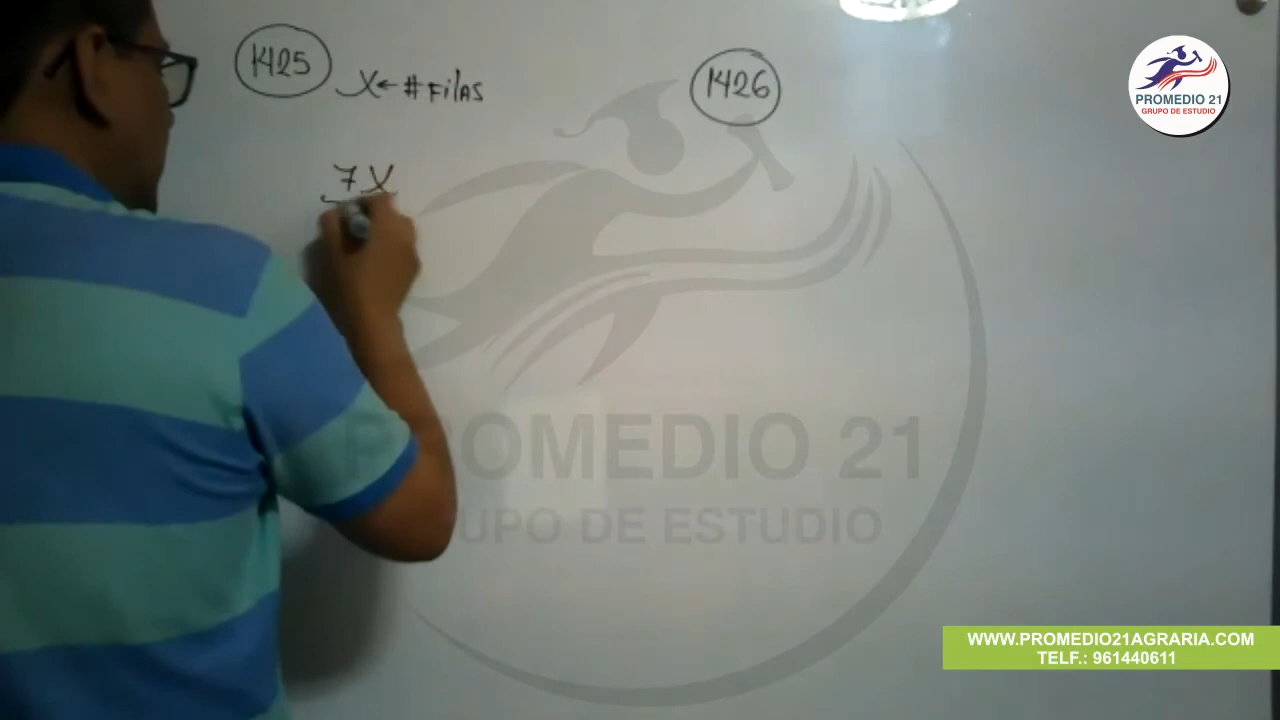 1425
X ← # FiLAS
7X
1426
PROMEDIO 21
GRUPO DE ESTUDIO
PROMEDIO 21
GRUPO DE ESTUDIO
WWW.PROMEDIO21AGRARIA.COM
TELF.: 961440611